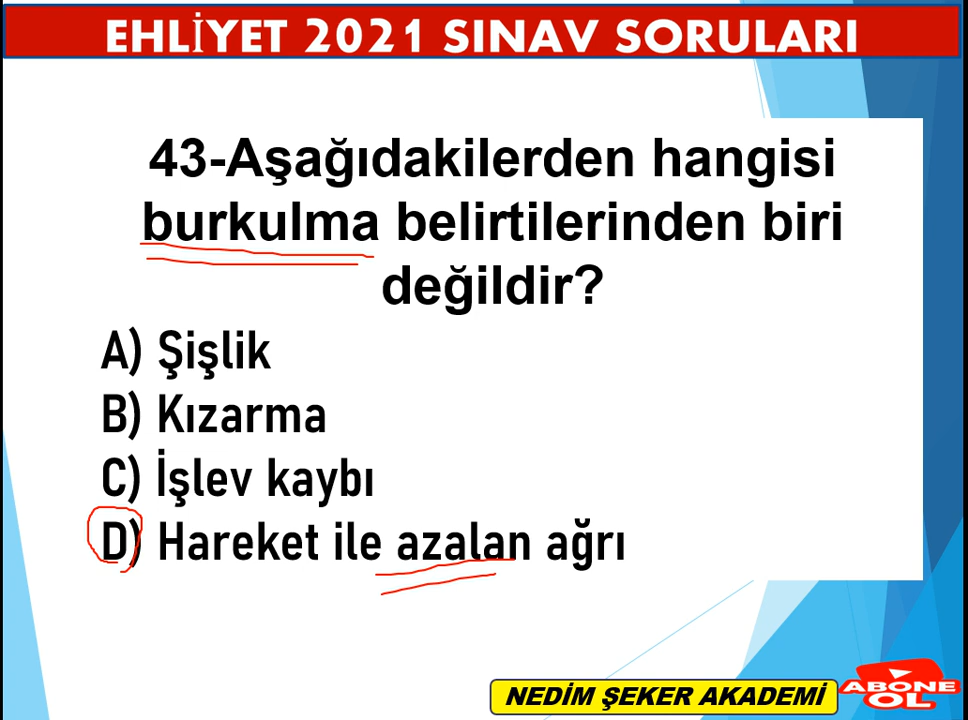 EHLİYET 2021 SINAV SORULARI
43-Aşağıdakilerden hangisi
burkulma belirtilerinden biri
değildir?
A) Şişlik
B) Kızarma
C) İşlev kaybı
D) Hareket ile azalan ağrı
NEDİM ŞEKER AKADEMİ
ABONE
OL